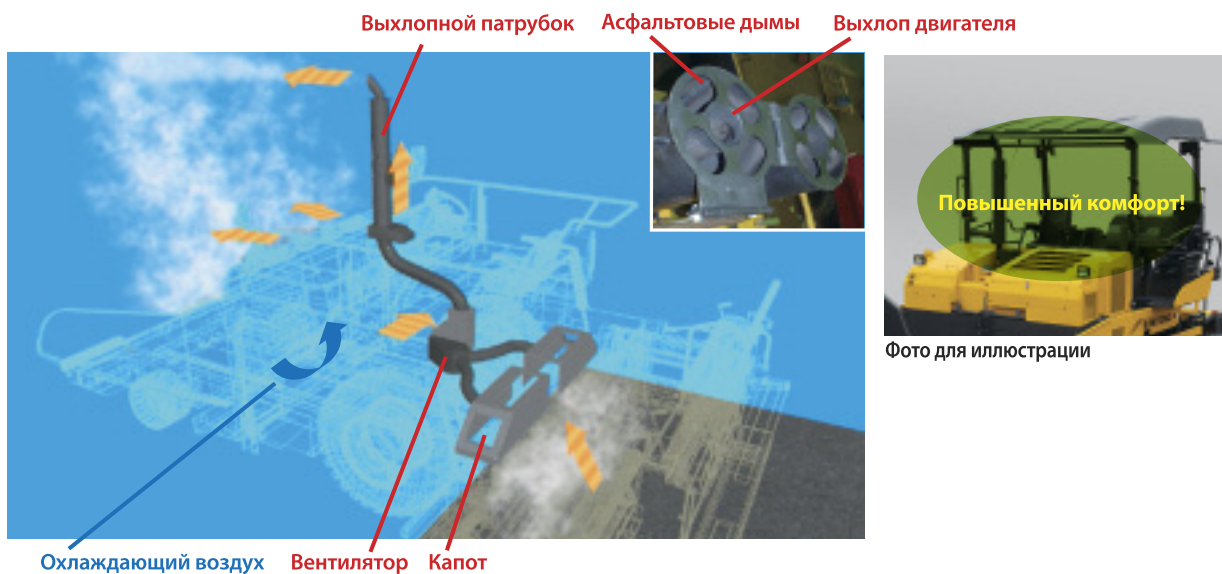 Выхлопной патрубок
Асфальтовые дымы
Выхлоп двигателя
Повышенный комфорт!
Фото для иллюстрации
Охлаждающий воздух
Вентилятор
Капот